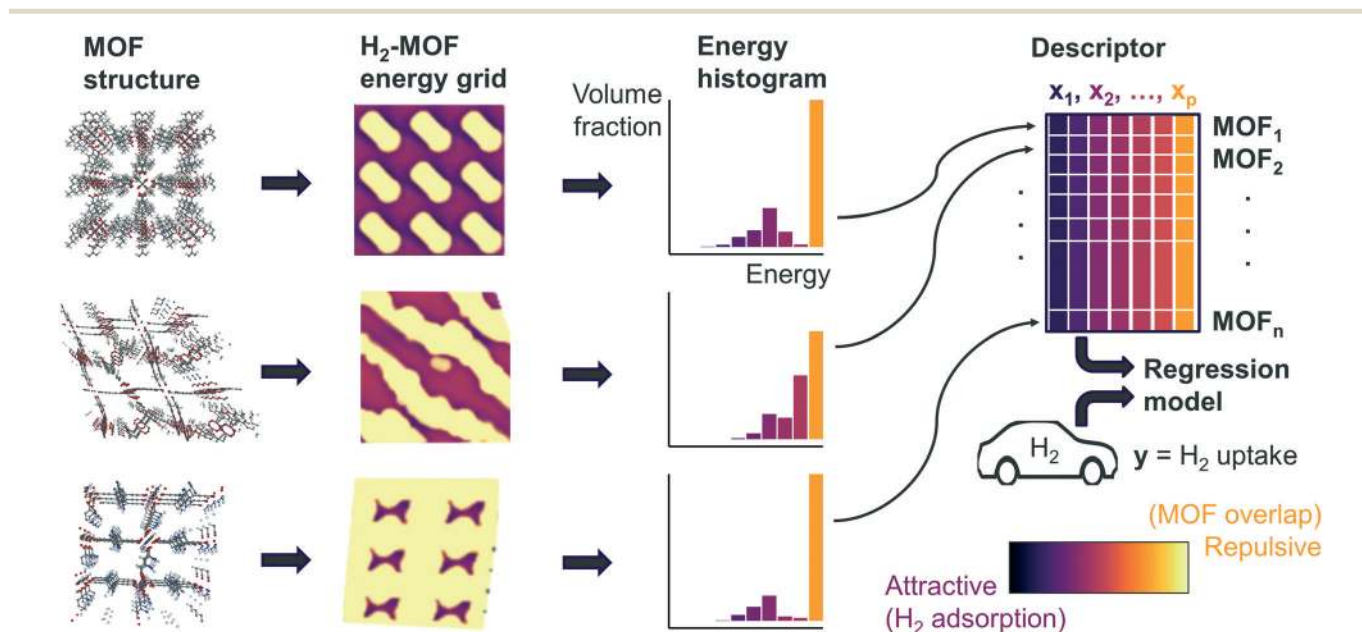 MOF
structure
H₂-MOF
energy grid
Energy
histogram
Descriptor
Volume
fraction
Energy
x₁, x₂, ..., xₚ
MOF₁
MOF₂
MOFₙ
Regression
model
H₂
y = H₂ uptake
(MOF overlap)
Repulsive
Attractive
(H₂ adsorption)